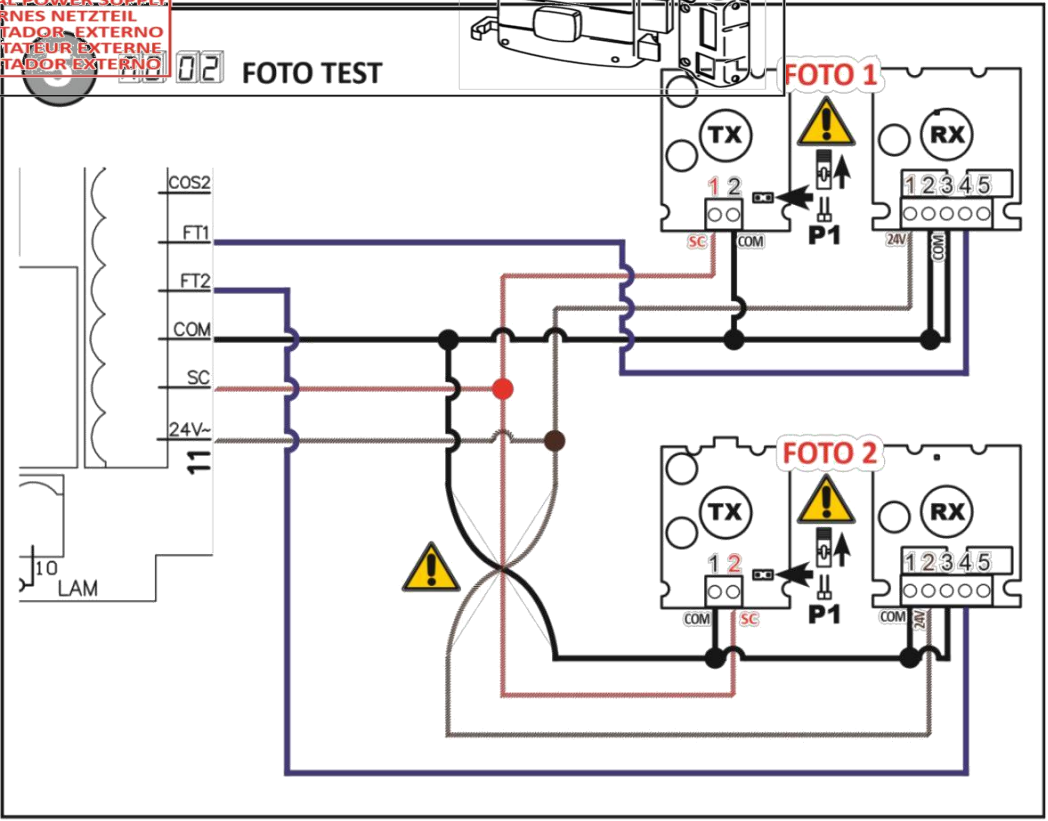 RNES NETZTEIL
TADOR EXTERNO
TATEUR EXTERNE
TADOR EXTERNO
02 FOTO TEST
FOTO 1
TX
RX
1 2
1 2 3 4 5
P1
SC COM
24V COM
COS2
FT1
FT2
COM
SC
24V~
11
10
LAM
FOTO 2
TX
RX
1 2
1 2 3 4 5
P1
COM SC
COM 24V